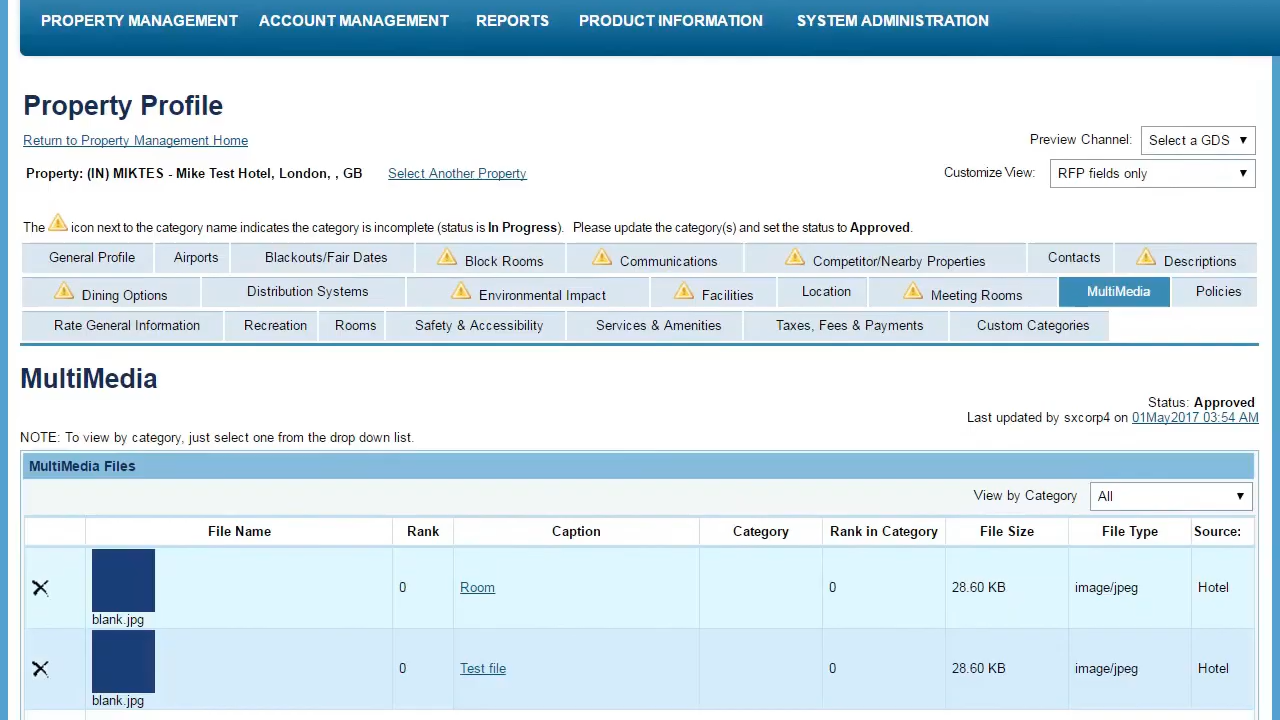 PROPERTY MANAGEMENT ACCOUNT MANAGEMENT REPORTS PRODUCT INFORMATION SYSTEM ADMINISTRATION
Property Profile
Return to Property Management Home
Preview Channel: Select a GDS
Property: (IN) MIKTES - Mike Test Hotel, London, , GB Select Another Property
Customize View: RFP fields only
The icon next to the category name indicates the category is incomplete (status is In Progress). Please update the category(s) and set the status to Approved.
General Profile Airports Blackouts/Fair Dates Block Rooms Communications Competitor/Nearby Properties Contacts Descriptions
Dining Options Distribution Systems Environmental Impact Facilities Location Meeting Rooms MultiMedia Policies
Rate General Information Recreation Rooms Safety & Accessibility Services & Amenities Taxes, Fees & Payments Custom Categories
MultiMedia
Status: Approved
Last updated by sxcorp4 on 01May2017 03:54 AM
NOTE: To view by category, just select one from the drop down list.
MultiMedia Files
View by Category All
File Name Rank Caption Category Rank in Category File Size File Type Source:
0 Room 0 28.60 KB image/jpeg Hotel
blank.jpg
0 Test file 0 28.60 KB image/jpeg Hotel
blank.jpg